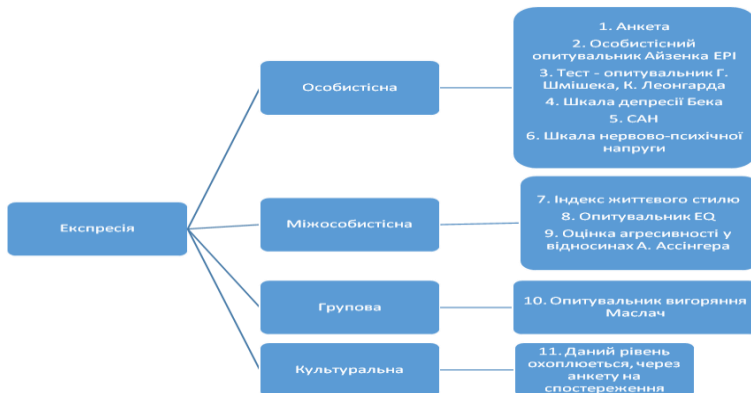 Експресія
Особистісна
1. Анкета
2. Особистісний
опитувальник Айзенка EPI
3. Тест - опитувальник Г.
Шмішека, К. Леонгарда
4. Шкала депресії Бека
5. САН
6. Шкала нервово-психічної
напруги
Міжособистісна
7. Індекс життєвого стилю
8. Опитувальник EQ
9. Оцінка агресивності у
відносинах А. Ассінгера
Групова
10. Опитувальник вигоряння
Маслач
Культуральна
11. Даний рівень
охоплюеться, через
анкету на
спостереження